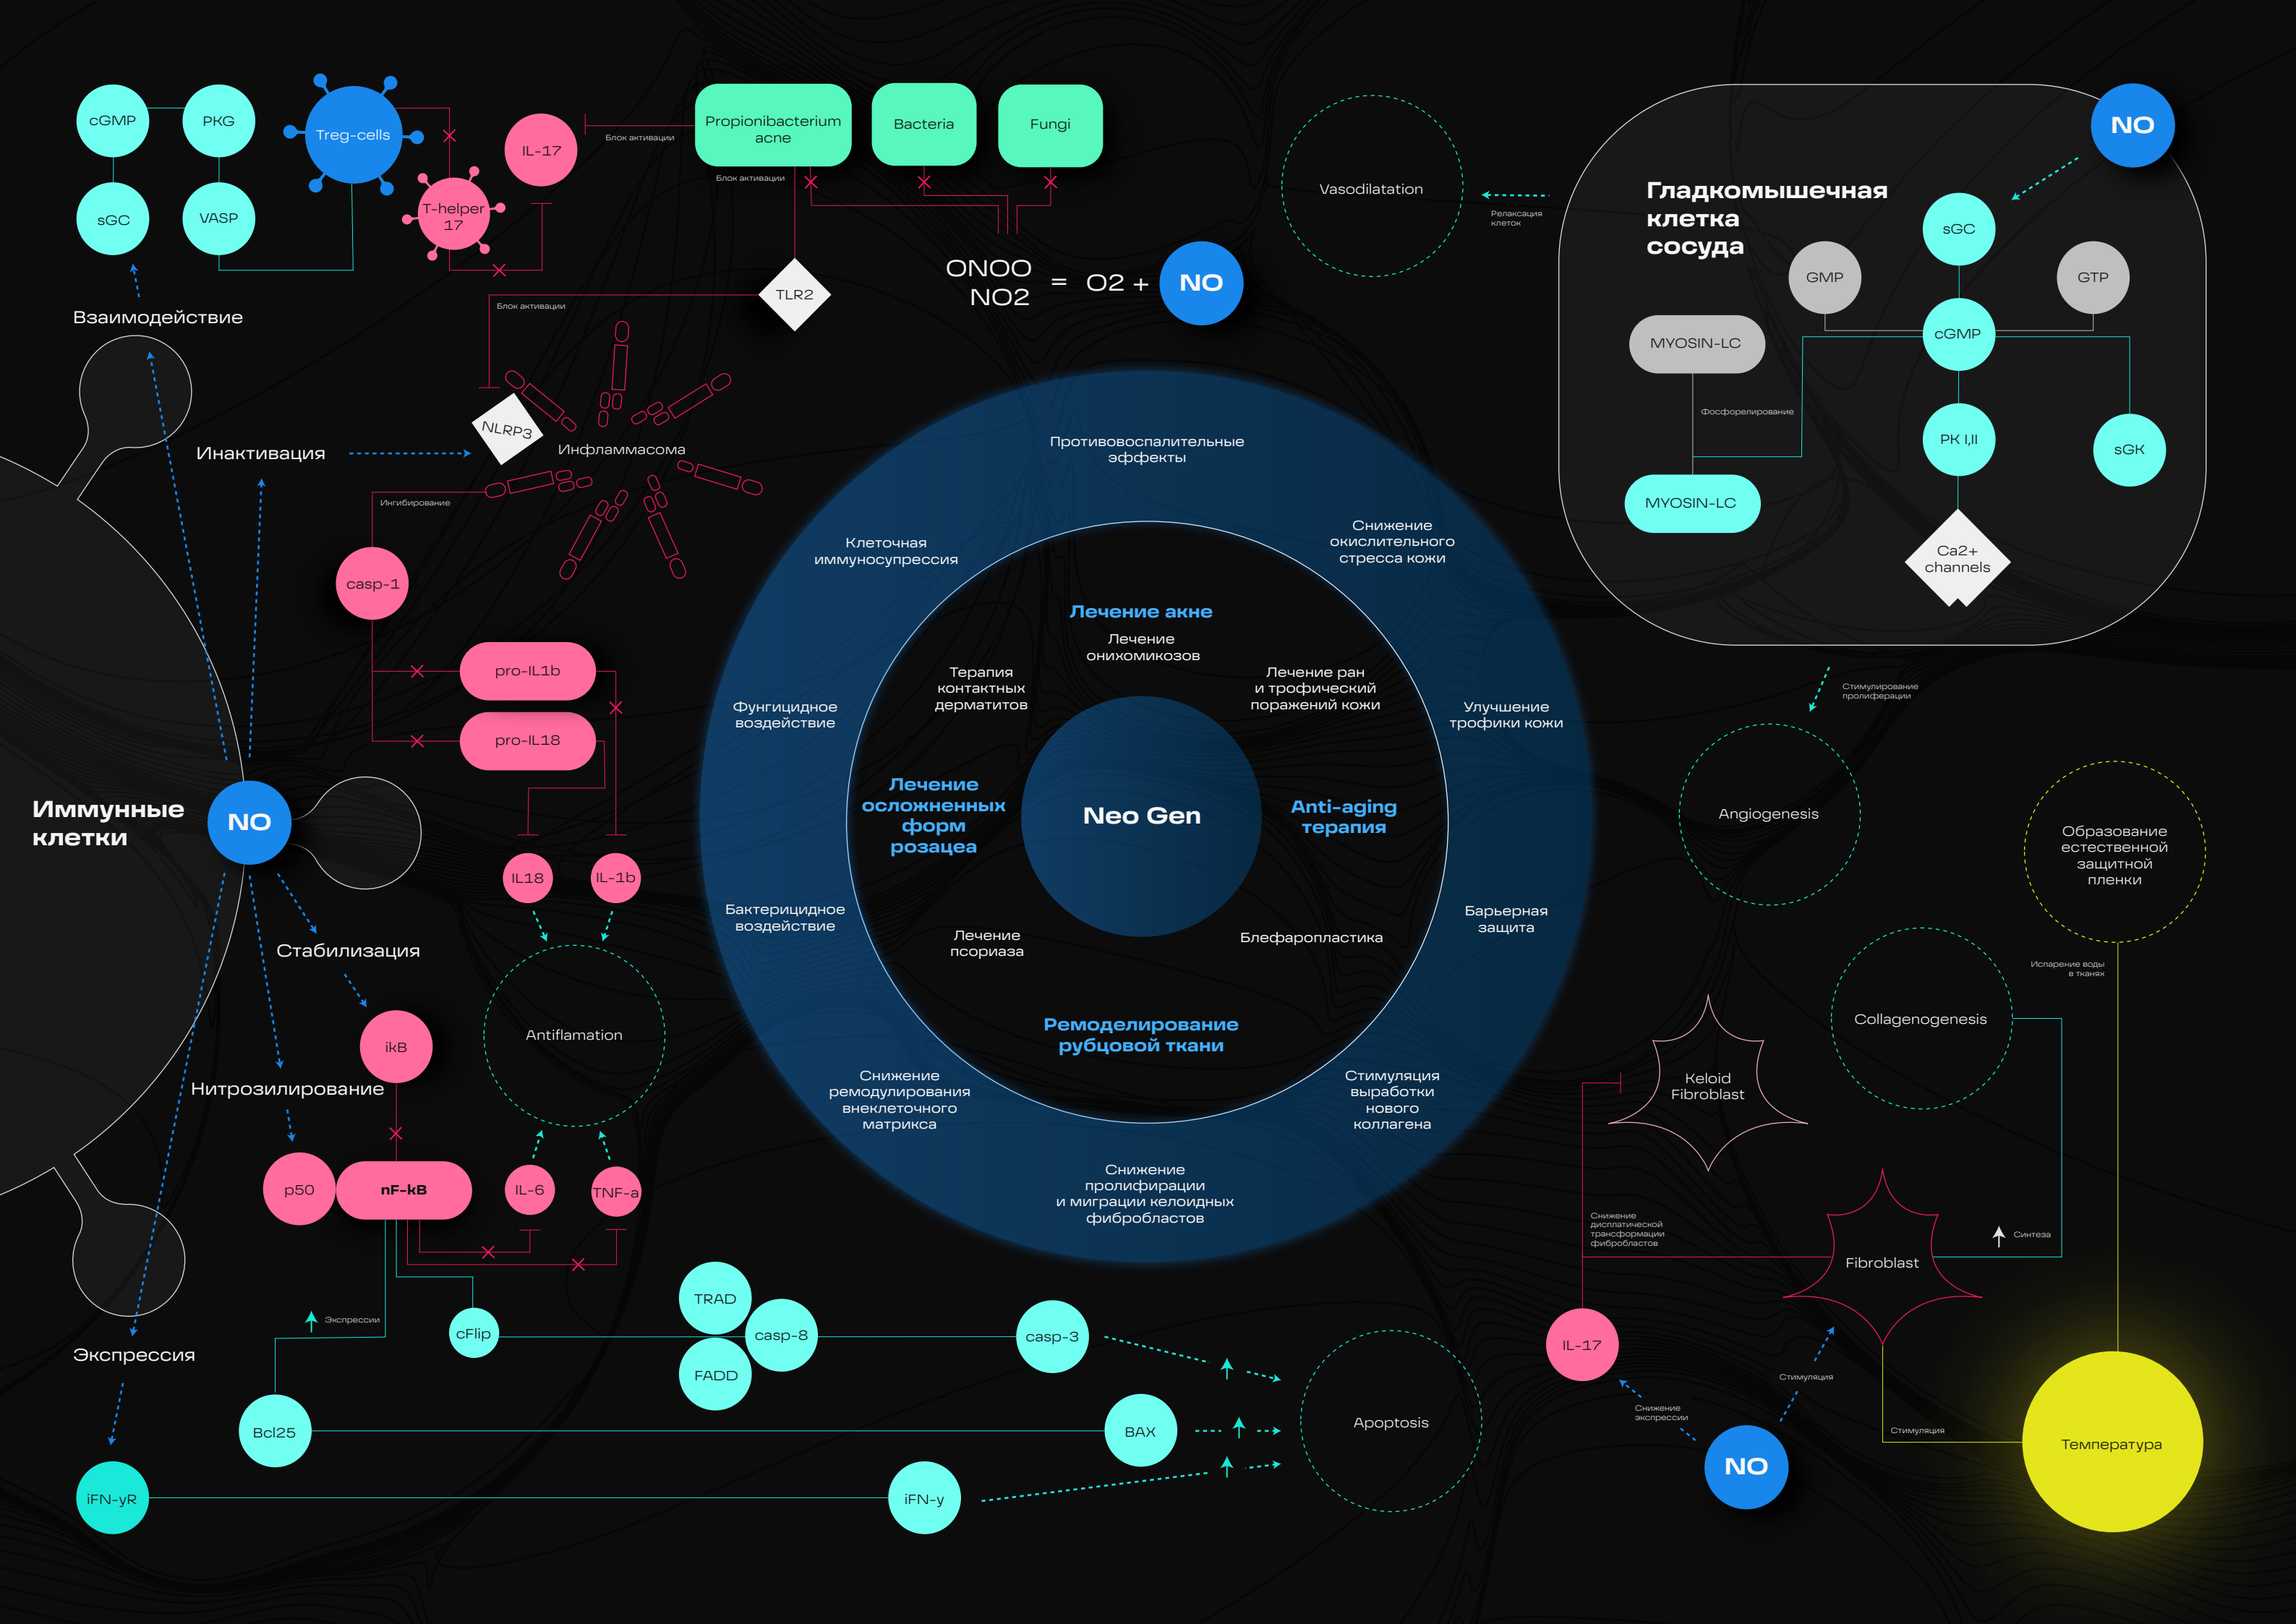 cGMP
PKG
Treg-cells
sGC
VASP
T-helper
17
IL-17
Блок активации
Propionibacterium
acne
Bacteria
Fungi
Блок активации
ONOO
NO2
=
O2 +
NO
TLR2
Блок активации
Vasodilatation
Релаксация
клеток
Гладкомышечная
клетка
сосуда
NO
sGC
GMP
GTP
cGMP
MYOSIN-LC
Фосфорелирование
MYOSIN-LC
PK I,II
sGK
Ca2+
channels
Взаимодействие
Инактивация
NLRP3
Инфламмасома
Ингибирование
casp-1
pro-IL1b
pro-IL18
Иммунные
клетки
NO
IL18
IL-1b
Стабилизация
Antiflamation
ikB
Нитрозилирование
p50
nF-kB
IL-6
TNF-a
Экспрессии
Экспрессия
cFlip
TRAD
FADD
casp-8
casp-3
Bcl25
BAX
iFN-yR
iFN-y
Apoptosis
Противовоспалительные
эффекты
Клеточная
иммуносупрессия
Снижение
окислительного
стресса кожи
Фунгицидное
воздействие
Улучшение
трофики кожи
Бактерицидное
воздействие
Барьерная
защита
Снижение
ремодулирования
внеклеточного
матрикса
Стимуляция
выработки
нового
коллагена
Снижение
пролифирации
и миграции келоидных
фибробластов
Лечение акне
Лечение
онихомикозов
Терапия
контактных
дерматитов
Лечение ран
и трофический
поражений кожи
Лечение
осложненных
форм
розацеа
Neo Gen
Anti-aging
терапия
Лечение
псориаза
Блефаропластика
Ремоделирование
рубцовой ткани
Стимулирование
пролиферации
Angiogenesis
Образование
естественной
защитной
пленки
Испарение воды
в тканях
Collagenogenesis
Keloid
Fibroblast
Снижение
дисплатической
трансформации
фибробластов
Fibroblast
Синтеза
IL-17
Снижение
экспрессии
Стимуляция
NO
Стимуляция
Температура